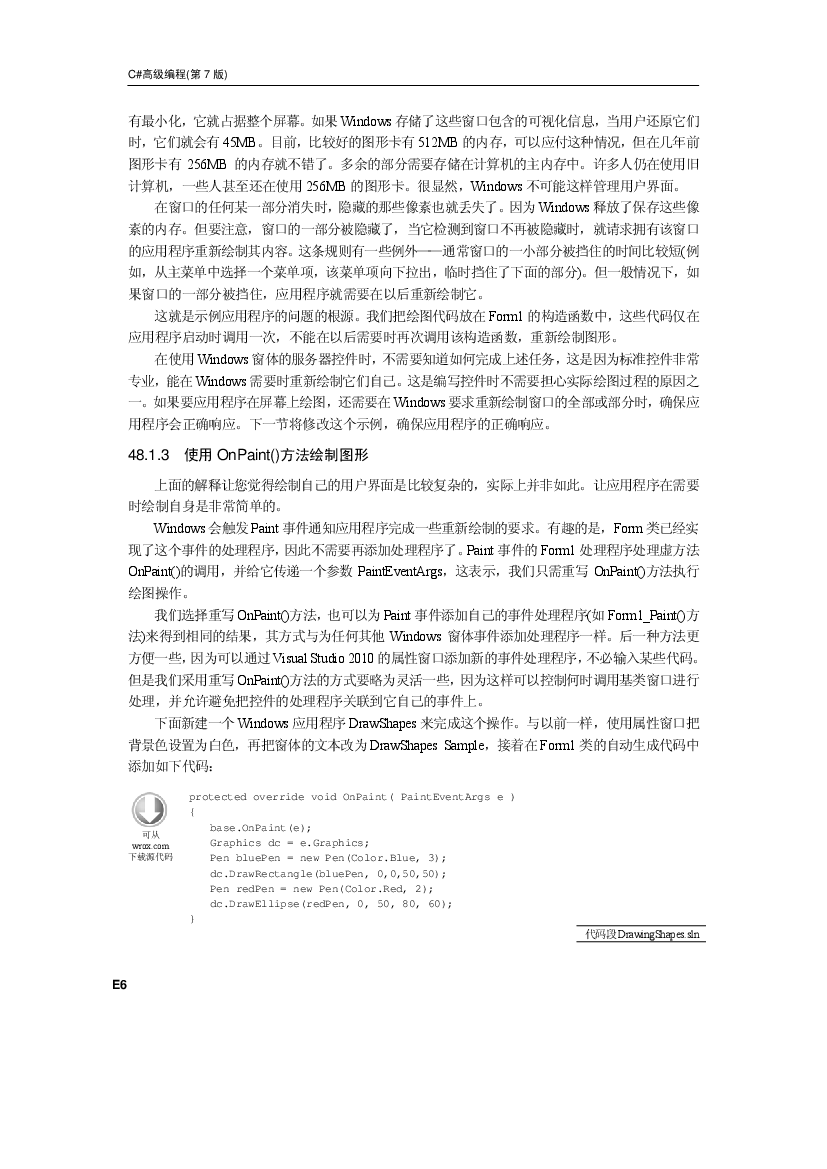 C#高级编程(第 7 版)
有最小化，它就占据整个屏幕。如果 Windows 存储了这些窗口包含的可视化信息，当用户还原它们
时，它们就会有 45MB。目前，比较好的图形卡有 512MB 的内存，可以应付这种情况，但在几年前
图形卡有 256MB 的内存就不错了。多余的部分需要存储在计算机的主内存中。许多人仍在使用旧
计算机，一些人甚至还在使用 256MB 的图形卡。很显然，Windows 不可能这样管理用户界面。
在窗口的任何某一部分消失时，隐藏的那些像素也就丢失了。因为 Windows 释放了保存这些像
素的内存。但要注意，窗口的一部分被隐藏了，当它检测到窗口不再被隐藏时，就请求拥有该窗口
的应用程序重新绘制其内容。这条规则有一些例外——通常窗口的一小部分被挡住的时间比较短(例
如，从主菜单中选择一个菜单项，该菜单项向下拉出，临时挡住了下面的部分)。但一般情况下，如
果窗口的一部分被挡住，应用程序就需要在以后重新绘制它。
这就是示例应用程序的问题的根源。我们把绘图代码放在 Form1 的构造函数中，这些代码仅在
应用程序启动时调用一次，不能在以后需要时再次调用该构造函数，重新绘制图形。
在使用 Windows 窗体的服务器控件时，不需要知道如何完成上述任务，这是因为标准控件非常
专业，能在 Windows 需要时重新绘制它们自己。这是编写控件时不需要担心实际绘图过程的原因之
一。如果要应用程序在屏幕上绘图，还需要在 Windows 要求重新绘制窗口的全部或部分时，确保应
用程序会正确响应。下一节将修改这个示例，确保应用程序的正确响应。
48.1.3 使用 OnPaint()方法绘制图形
上面的解释让您觉得绘制自己的用户界面是比较复杂的，实际上并非如此。让应用程序在需要
时绘制自身是非常简单的。
Windows 会触发 Paint 事件通知应用程序完成一些重新绘制的要求。有趣的是，Form 类已经实
现了这个事件的处理程序，因此不需要再添加处理程序了。Paint 事件的 Form1 处理程序处理虚方法
OnPaint()的调用，并给它传递一个参数 PaintEventArgs，这表示，我们只需重写 OnPaint()方法执行
绘图操作。
我们选择重写 OnPaint()方法，也可以为 Paint 事件添加自己的事件处理程序(如 Form1_Paint()方
法)来得到相同的结果，其方式与为任何其他 Windows 窗体事件添加处理程序一样。后一种方法更
方便一些，因为可以通过 Visual Studio 2010 的属性窗口添加新的事件处理程序，不必输入某些代码。
但是我们采用重写 OnPaint()方法的方式要略为灵活一些，因为这样可以控制何时调用基类窗口进行
处理，并允许避免把控件的处理程序关联到它自己的事件上。
下面新建一个 Windows 应用程序 DrawShapes 来完成这个操作。与以前一样，使用属性窗口把
背景色设置为白色，再把窗体的文本改为 DrawShapes Sample，接着在 Form1 类的自动生成代码中
添加如下代码：
可从
wrox.com
下载源代码
protected override void OnPaint( PaintEventArgs e )
{
base.OnPaint(e);
Graphics dc = e.Graphics;
Pen bluePen = new Pen(Color.Blue, 3);
dc.DrawRectangle(bluePen, 0,0,50,50);
Pen redPen = new Pen(Color.Red, 2);
dc.DrawEllipse(redPen, 0, 50, 80, 60);
}
代码段 DrawingShapes.sln
E6